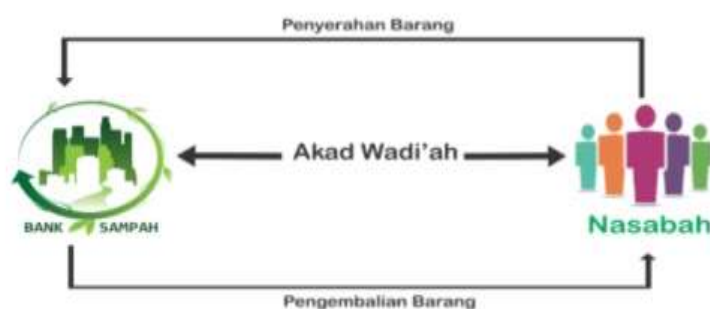 Penyerahan Barang
Akad Wadi'ah
BANK SAMPAH
Nasabah
Pengembalian Barang